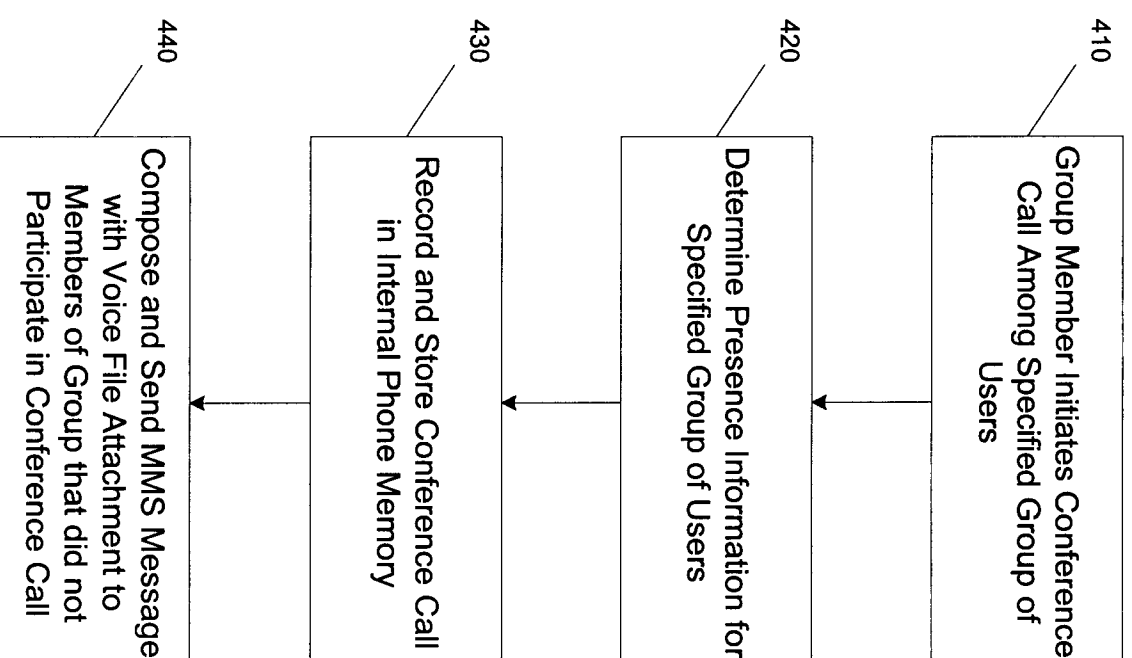 410
Group Member Initiates Conference
Call Among Specified Group of
Users
420
Determine Presence Information for
Specified Group of Users
430
Record and Store Conference Call
in Internal Phone Memory
440
Compose and Send MMS Message
with Voice File Attachment to
Members of Group that did not
Participate in Conference Call